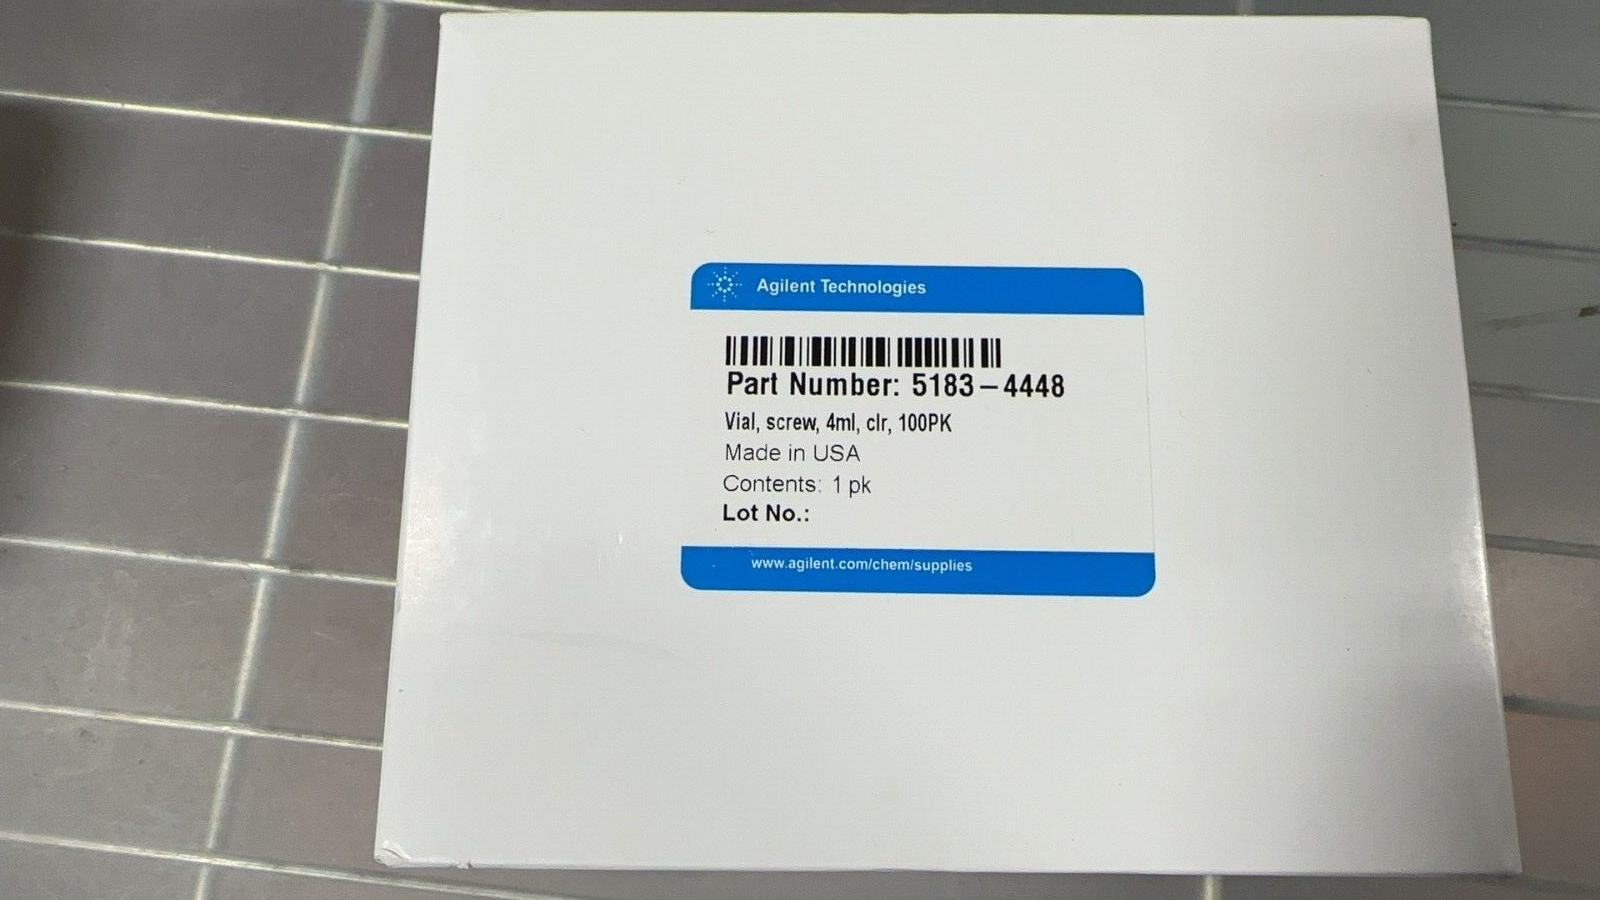 Agilent Technologies
Part Number: 5183-4448
Vial, screw, 4ml, clr, 100PK
Made in USA
Contents: 1 pk
Lot No.:
www.agilent.com/chem/supplies